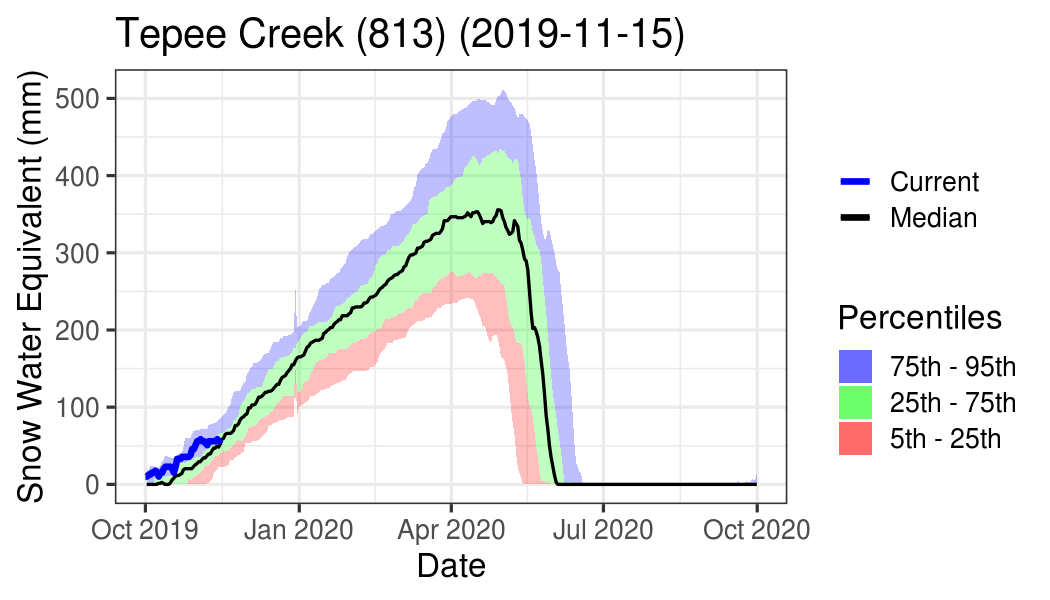 Tepee Creek (813) (2019-11-15)
Snow Water Equivalent (mm)
500
400
300
200
100
0
Oct 2019 Jan 2020 Apr 2020 Jul 2020 Oct 2020
Date
Current
Median
Percentiles
75th - 95th
25th - 75th
5th - 25th